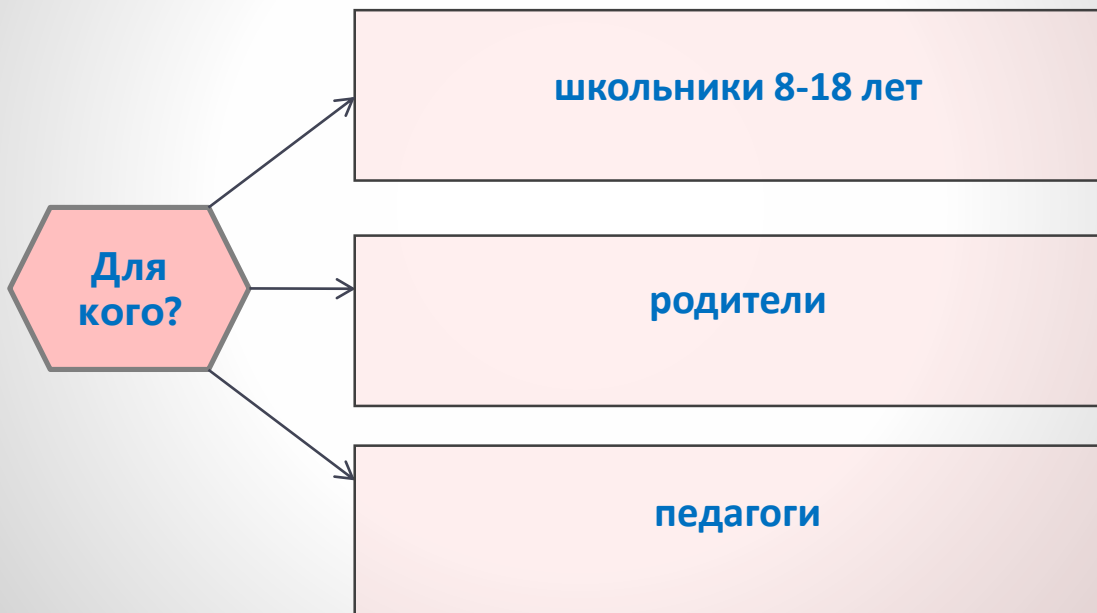 школьники 8-18 лет
Для
кого?
родители
педагоги